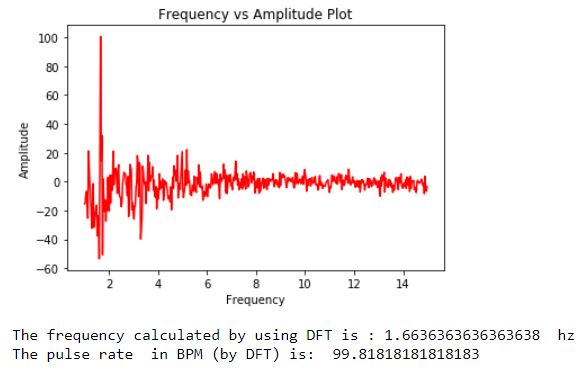 Frequency vs Amplitude Plot
100
80
60
40
20
0
−20
−40
−60
Amplitude
2 4 6 8 10 12 14
Frequency
The frequency calculated by using DFT is : 1.6636363636363638  hz
The pulse rate  in BPM (by DFT) is:  99.81818181818183